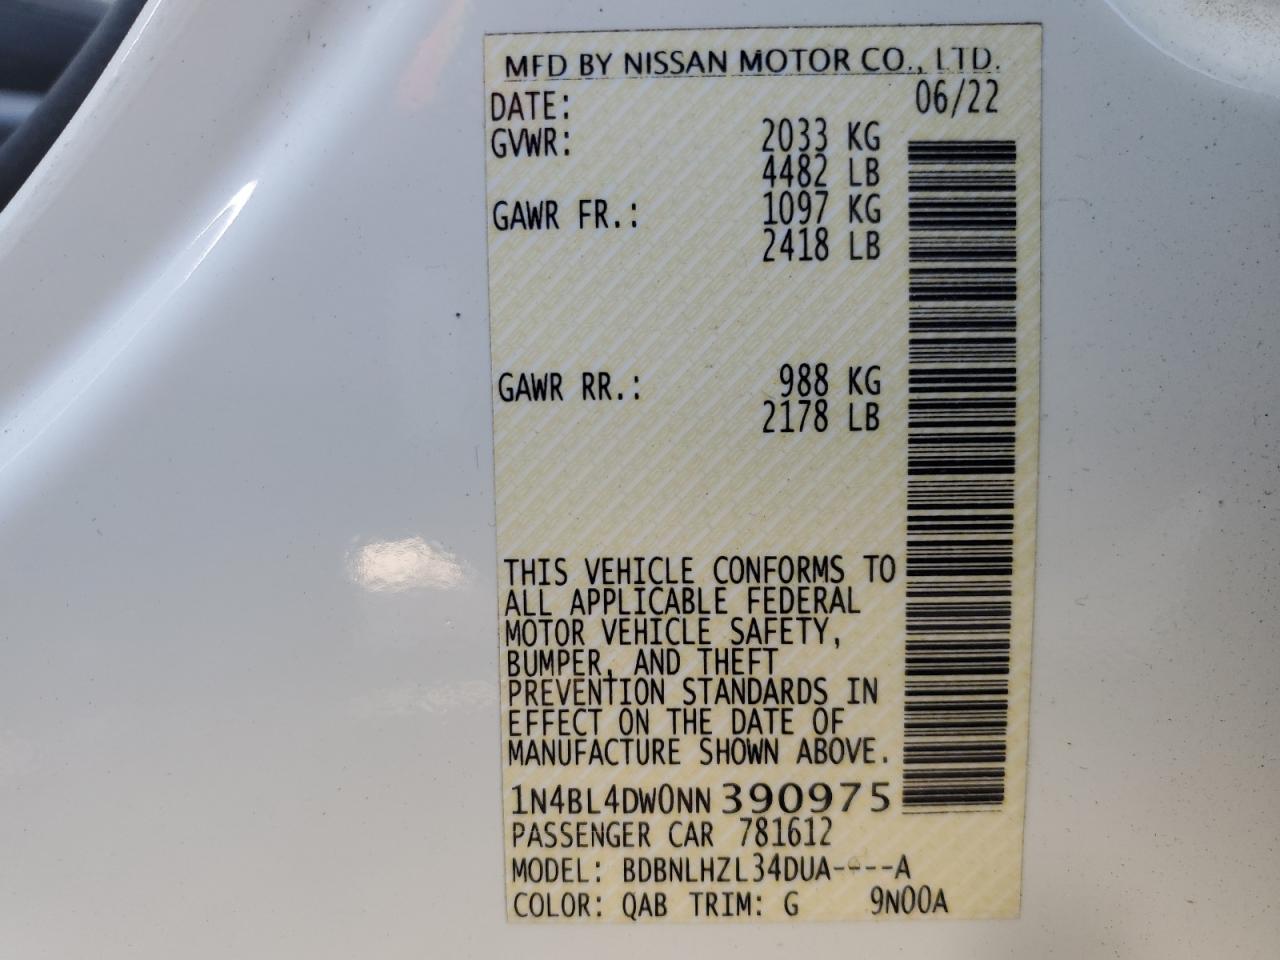 MFD BY NISSAN MOTOR CO., LTD.
DATE: 06/22
GVWR: 2033 KG
4482 LB
GAWR FR.: 1097 KG
2418 LB
GAWR RR.: 988 KG
2178 LB
THIS VEHICLE CONFORMS TO
ALL APPLICABLE FEDERAL
MOTOR VEHICLE SAFETY,
BUMPER, AND THEFT
PREVENTION STANDARDS IN
EFFECT ON THE DATE OF
MANUFACTURE SHOWN ABOVE.
1N4BL4DW0NN390975
PASSENGER CAR 781612
MODEL: BDBNLHZL34DUA----A
COLOR: QAB TRIM: G 9N00A